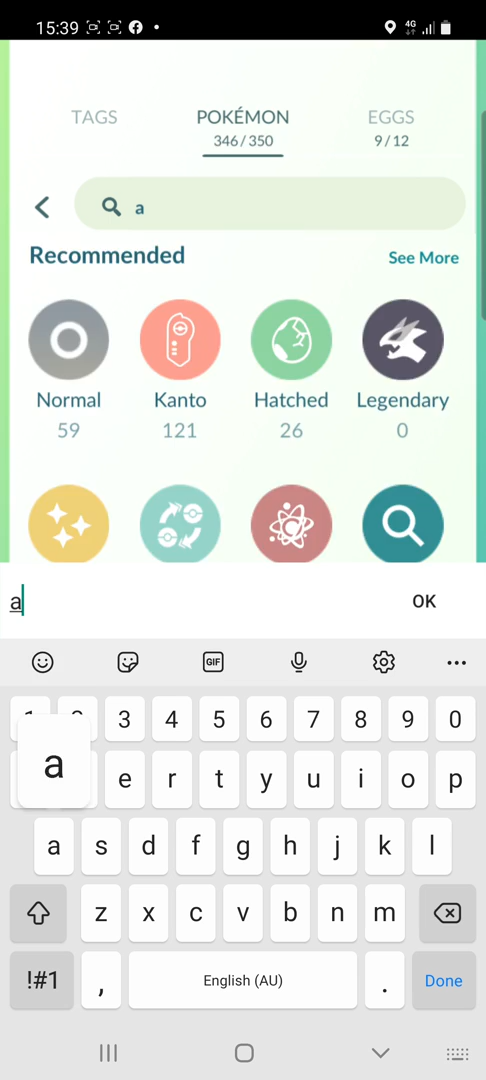 15:39 4G
TAGS POKÉMON EGGS
346/350 9/12
a
Recommended See More
Normal Kanto Hatched Legendary
59 121 26 0
a OK
GIF
3 4 5 6 7 8 9 0
a
e r t y u i o p
a s d f g h j k l
z x c v b n m
!#1 , English (AU) . Done